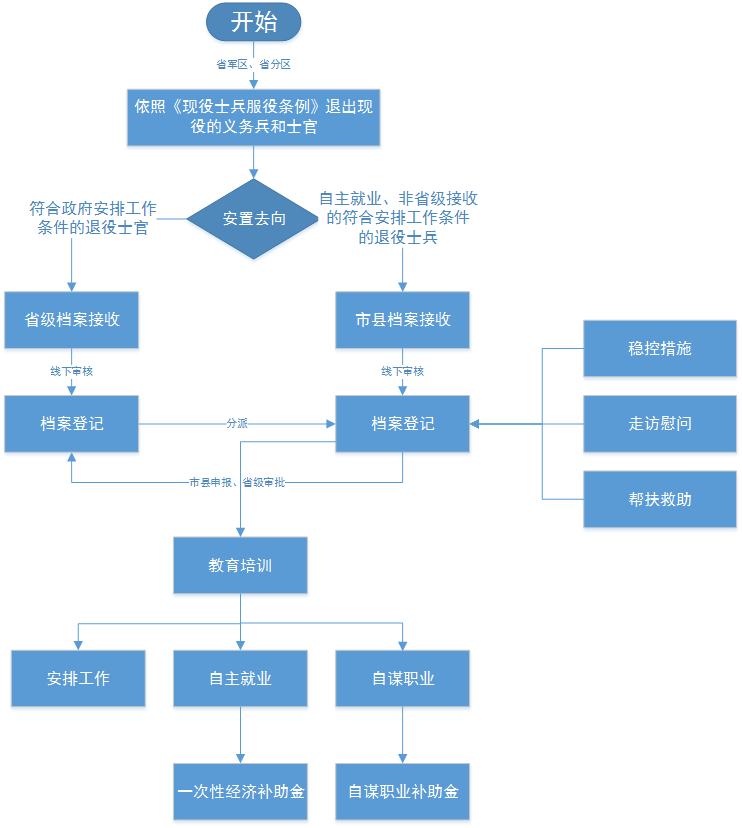 开始
省军区、省分区
依照《现役士兵服役条例》退出现
役的义务兵和士官
安置去向
符合政府安排工作
条件的退役士官
自主就业、非省级接收
的符合安排工作条件
的退役士兵
省级档案接收
市县档案接收
线下审核
线下审核
稳控措施
档案登记
分派
档案登记
走访慰问
市县申报、省级审批
帮扶救助
教育培训
安排工作
自主就业
自谋职业
一次性经济补助金
自谋职业补助金